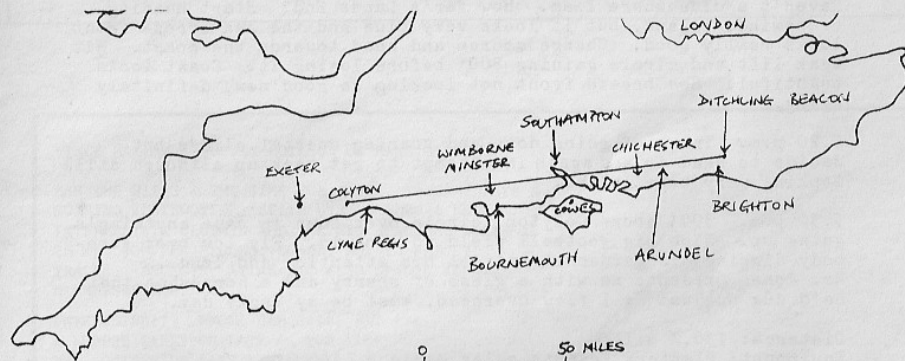 LONDON
DITCHLING BEACON
SOUTHAMPTON
WIMBORNE
MINSTER
CHICHESTER
EXETER
COLYTON
COWES
LYME REGIS
BOURNEMOUTH
ARUNDEL
BRIGHTON
0 50 MILES